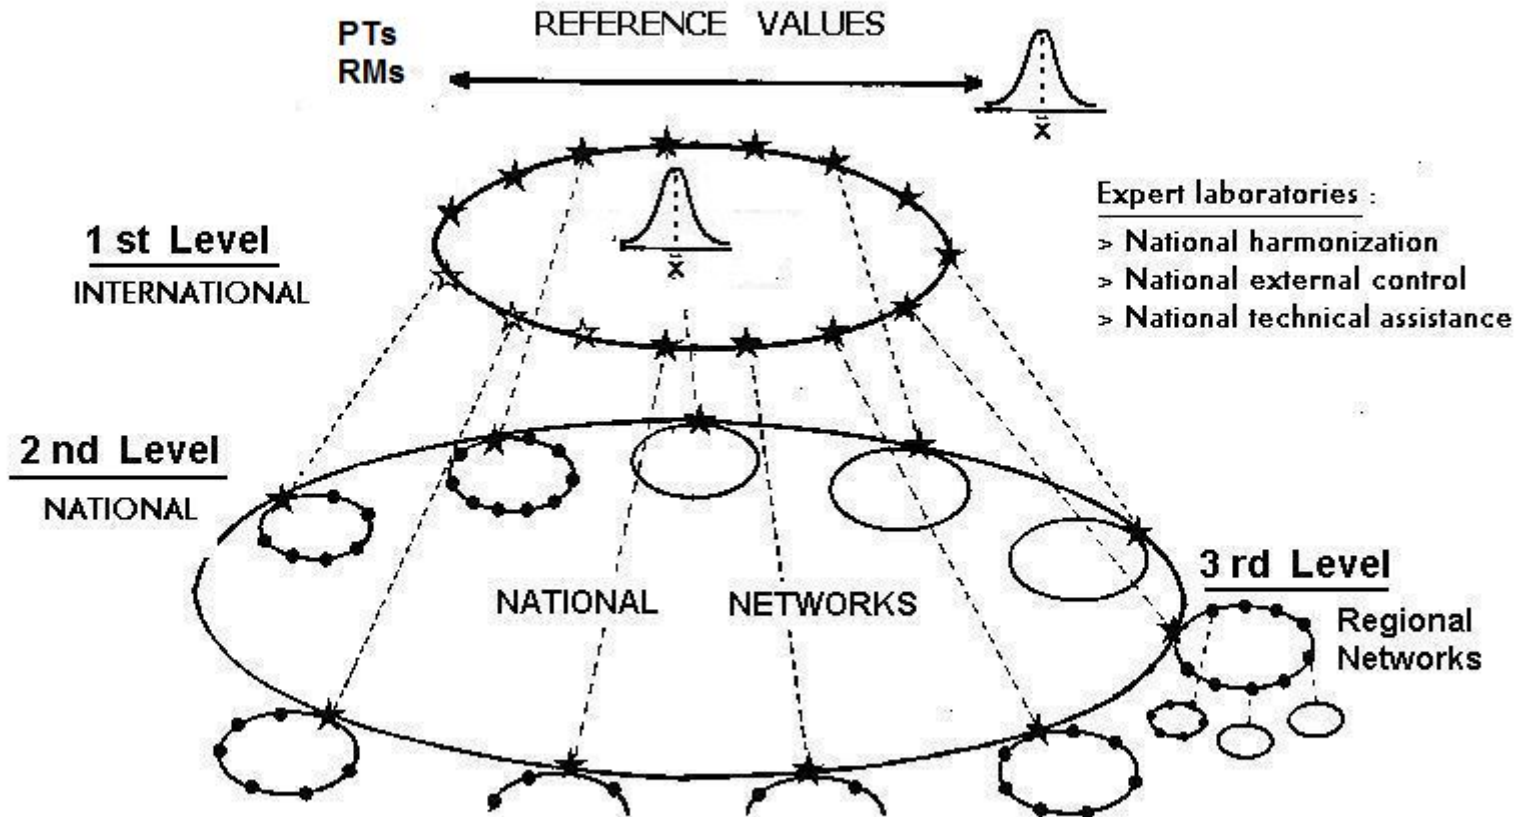 PTs
RMs
REFERENCE VALUES
x̄
Expert laboratories :
> National harmonization
> National external control
> National technical assistance
1 st Level
INTERNATIONAL
x̄
2 nd Level
NATIONAL
NATIONAL NETWORKS
3 rd Level
Regional
Networks